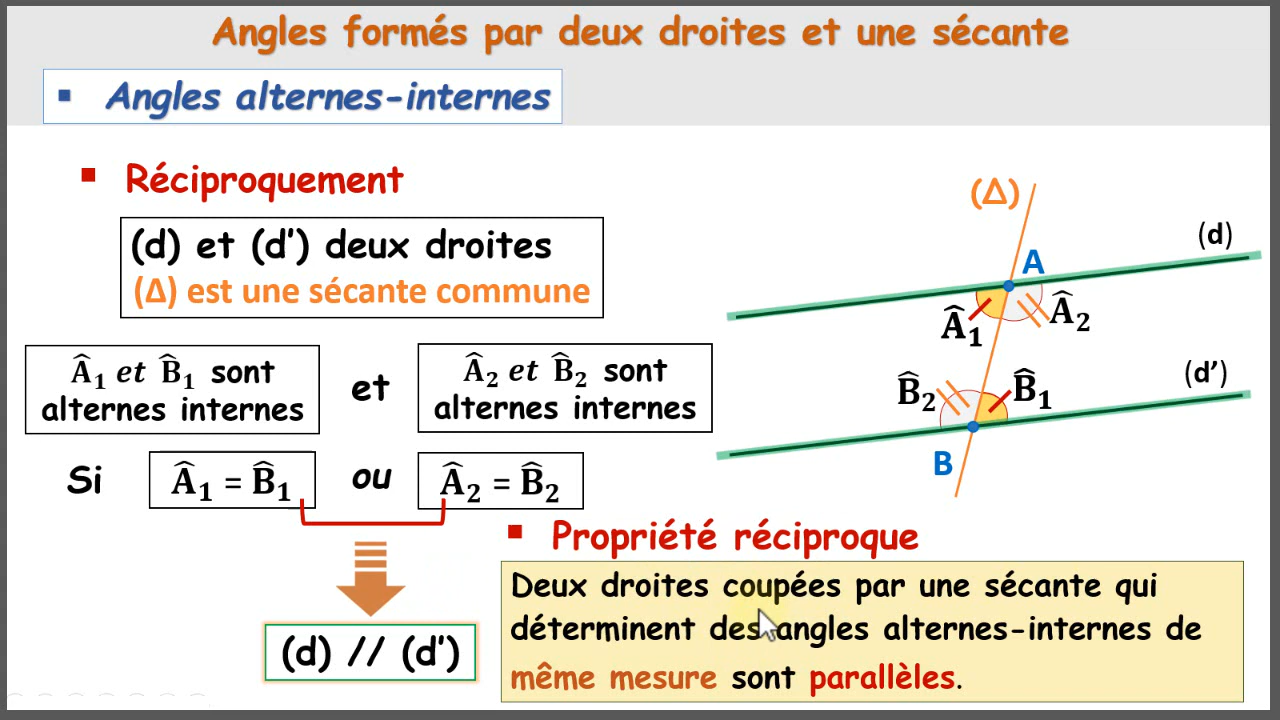 Angles formés par deux droites et une sécante
▪ Angles alternes-internes
▪ Réciproquement
(d) et (d') deux droites
(Δ) est une sécante commune
Â₁ et B̂₁ sont
alternes internes
et
Â₂ et B̂₂ sont
alternes internes
Si
Â₁ = B̂₁
ou
Â₂ = B̂₂
(d) // (d')
(Δ)
(d)
A
Â₁
Â₂
(d')
B̂₂
B̂₁
B
▪ Propriété réciproque
Deux droites coupées par une sécante qui
déterminent des angles alternes-internes de
même mesure sont parallèles.